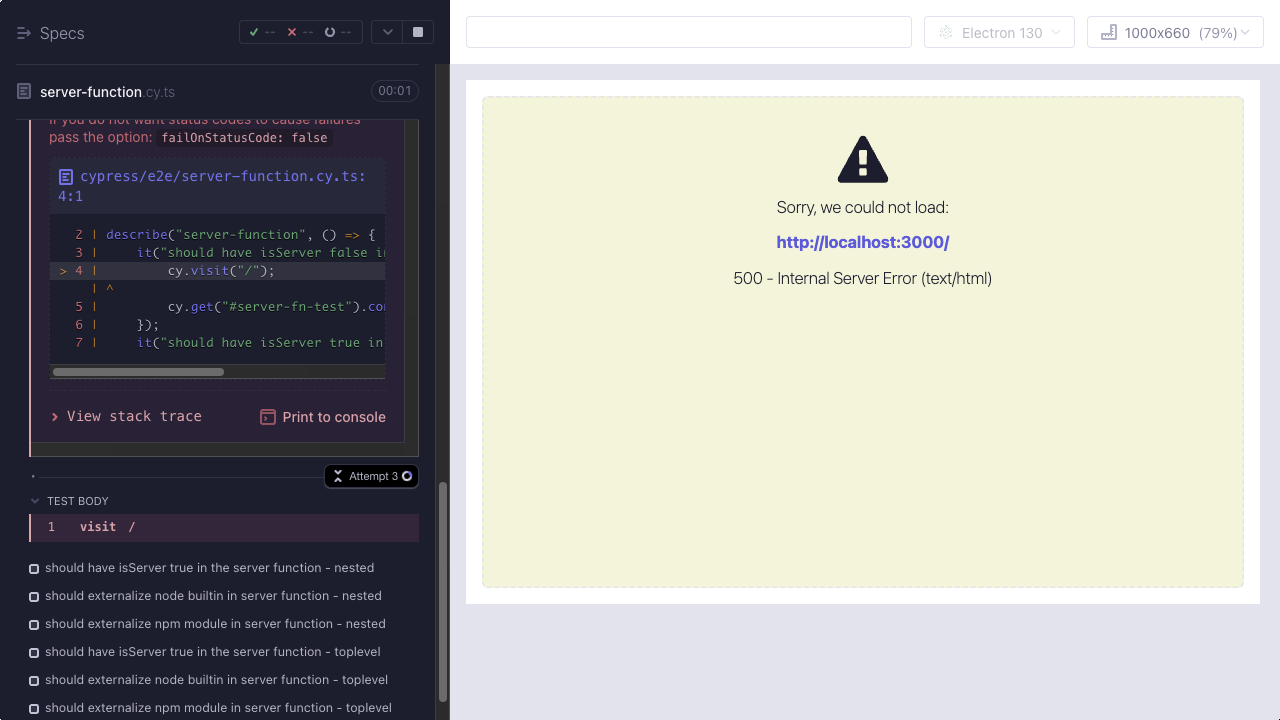 Specs
-- -- --
Electron 130
1000x660 (79%)
server-function.cy.ts
00:01
If you do not want status codes to cause failures
pass the option: failOnStatusCode: false
cypress/e2e/server-function.cy.ts:
4:1
2 | describe("server-function", () => {
3 | it("should have isServer false in
> 4 | cy.visit("/");
| ^
5 | cy.get("#server-fn-test").con
6 | });
7 | it("should have isServer true in
View stack trace
Print to console
Attempt 3
TEST BODY
1 visit /
should have isServer true in the server function - nested
should externalize node builtin in server function - nested
should externalize npm module in server function - nested
should have isServer true in the server function - toplevel
should externalize node builtin in server function - toplevel
should externalize npm module in server function - toplevel
Sorry, we could not load:
http://localhost:3000/
500 - Internal Server Error (text/html)